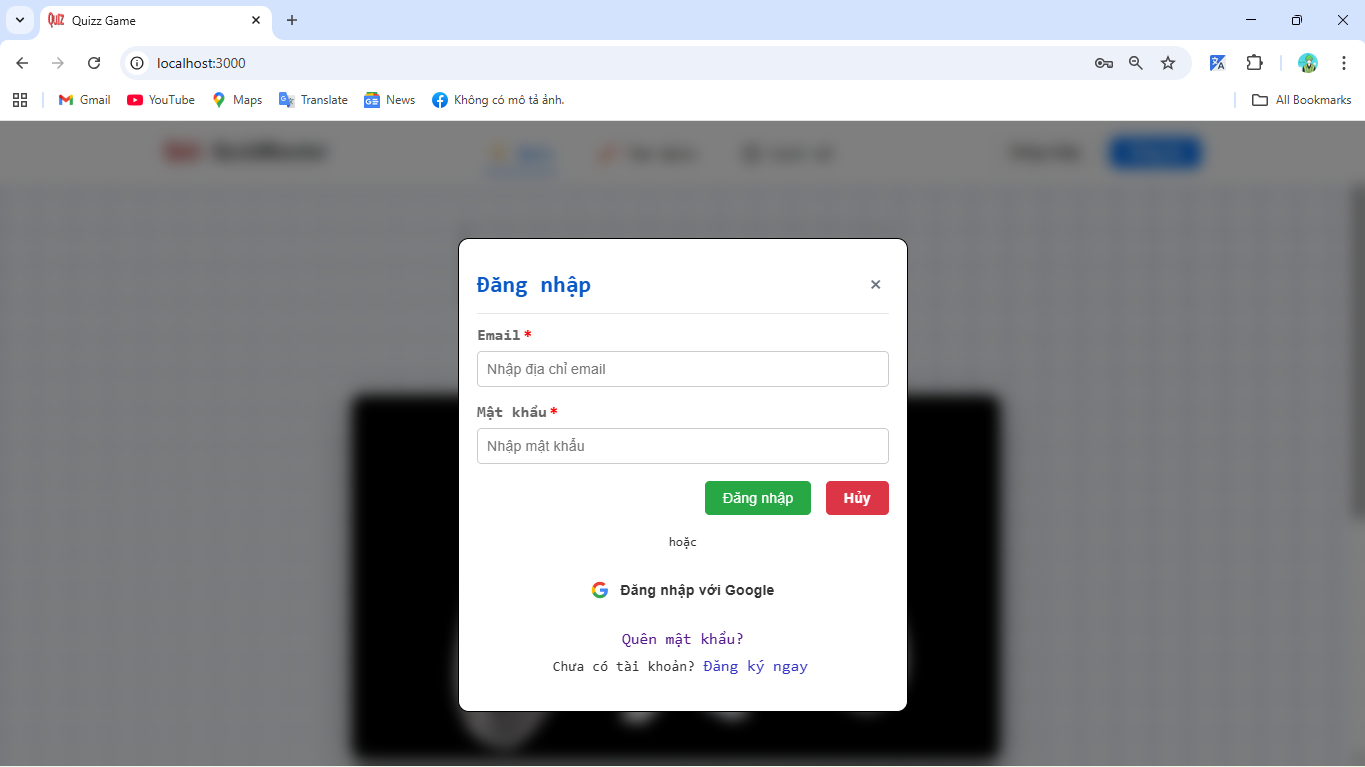 Quiz Quizz Game
localhost:3000
Gmail YouTube Maps Translate News Không có mô tả ảnh. All Bookmarks
Đăng nhập ×
Email *
Nhập địa chỉ email
Mật khẩu *
Nhập mật khẩu
Đăng nhập Hủy
hoặc
Đăng nhập với Google
Quên mật khẩu?
Chưa có tài khoản? Đăng ký ngay